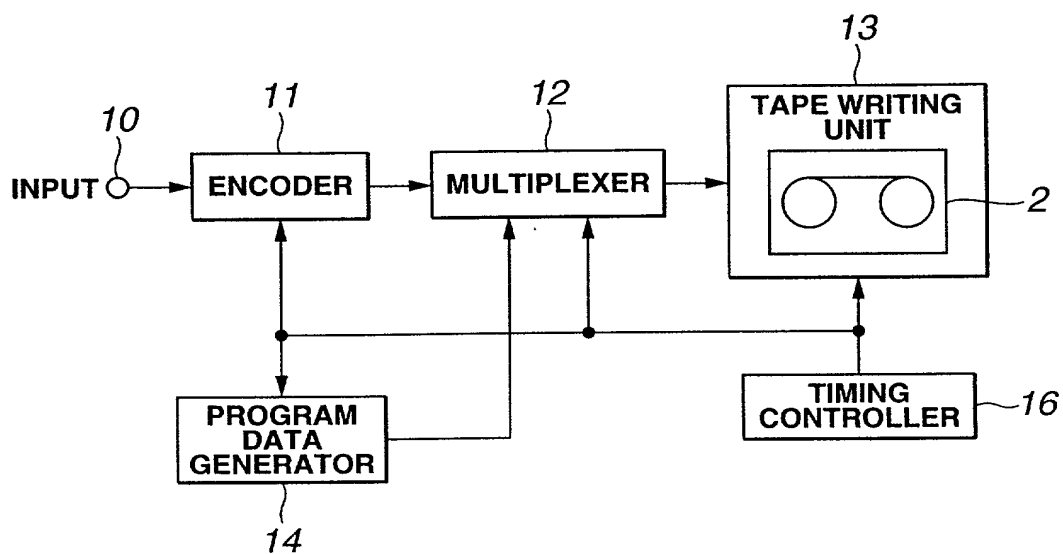 13
TAPE WRITING
UNIT
12
11
10
INPUT
ENCODER
MULTIPLEXER
2
PROGRAM
DATA
GENERATOR
TIMING
CONTROLLER
16
14